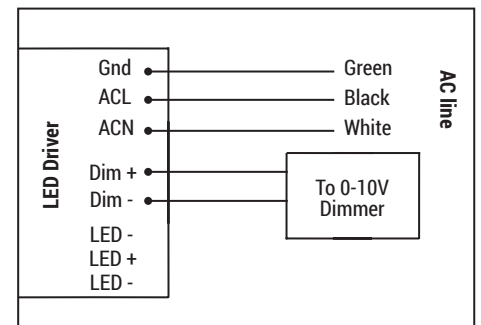 LED Driver
Gnd
Green
ACL
Black
ACN
White
AC line
Dim +
Dim -
To 0-10V
Dimmer
LED -
LED +
LED -